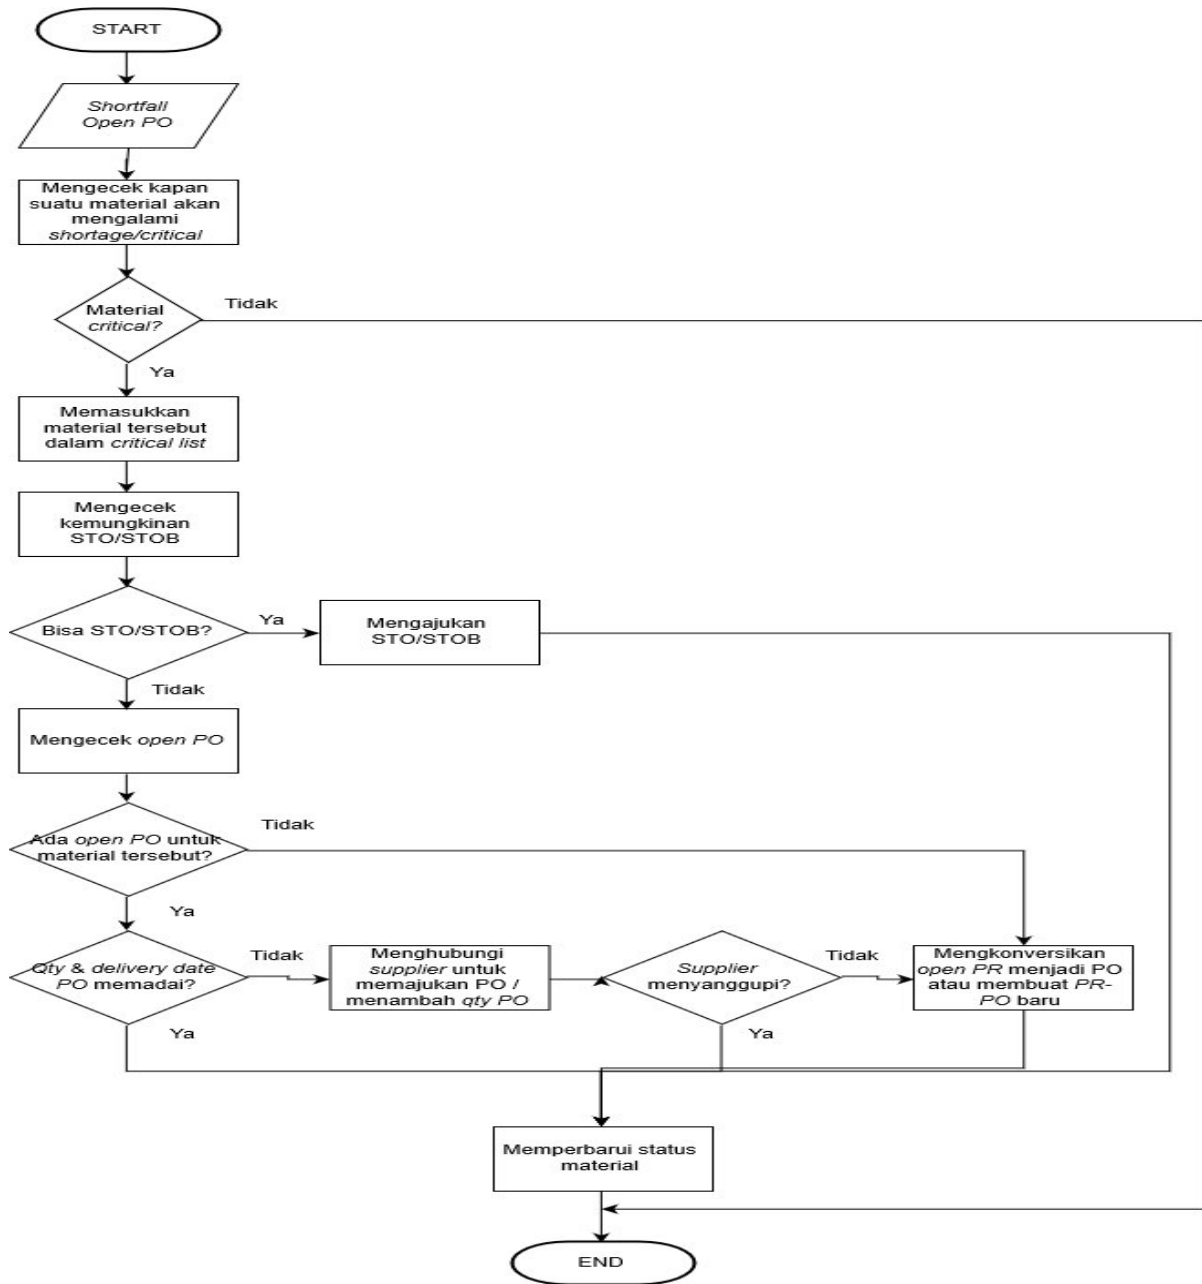 START
Shortfall
Open PO
Mengecek kapan
suatu material akan
mengalami
shortage/critical
Material
critical?
Tidak
Ya
Memasukkan
material tersebut
dalam critical list
Mengecek
kemungkinan
STO/STOB
Bisa STO/STOB?
Ya
Mengajukan
STO/STOB
Tidak
Mengecek open PO
Ada open PO untuk
material tersebut?
Tidak
Ya
Qty & delivery date
PO memadai?
Tidak
Menghubungi
supplier untuk
memajukan PO /
menambah qty PO
Supplier
menyanggupi?
Tidak
Mengkonversikan
open PR menjadi PO
atau membuat PR-
PO baru
Ya
Ya
Memperbarui status
material
END